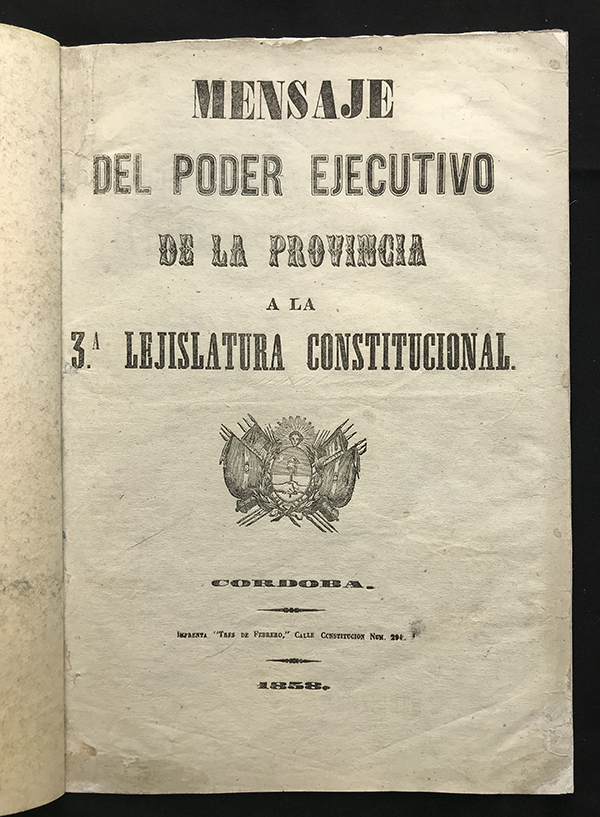 MENSAJE
DEL PODER EJECUTIVO
DE LA PROVINCIA
A LA
3.ª LEJISLATURA CONSTITUCIONAL.
CORDOBA.
IMPRENTA "TRES DE FEBRERO," CALLE CONSTITUCION NUM.
1858.